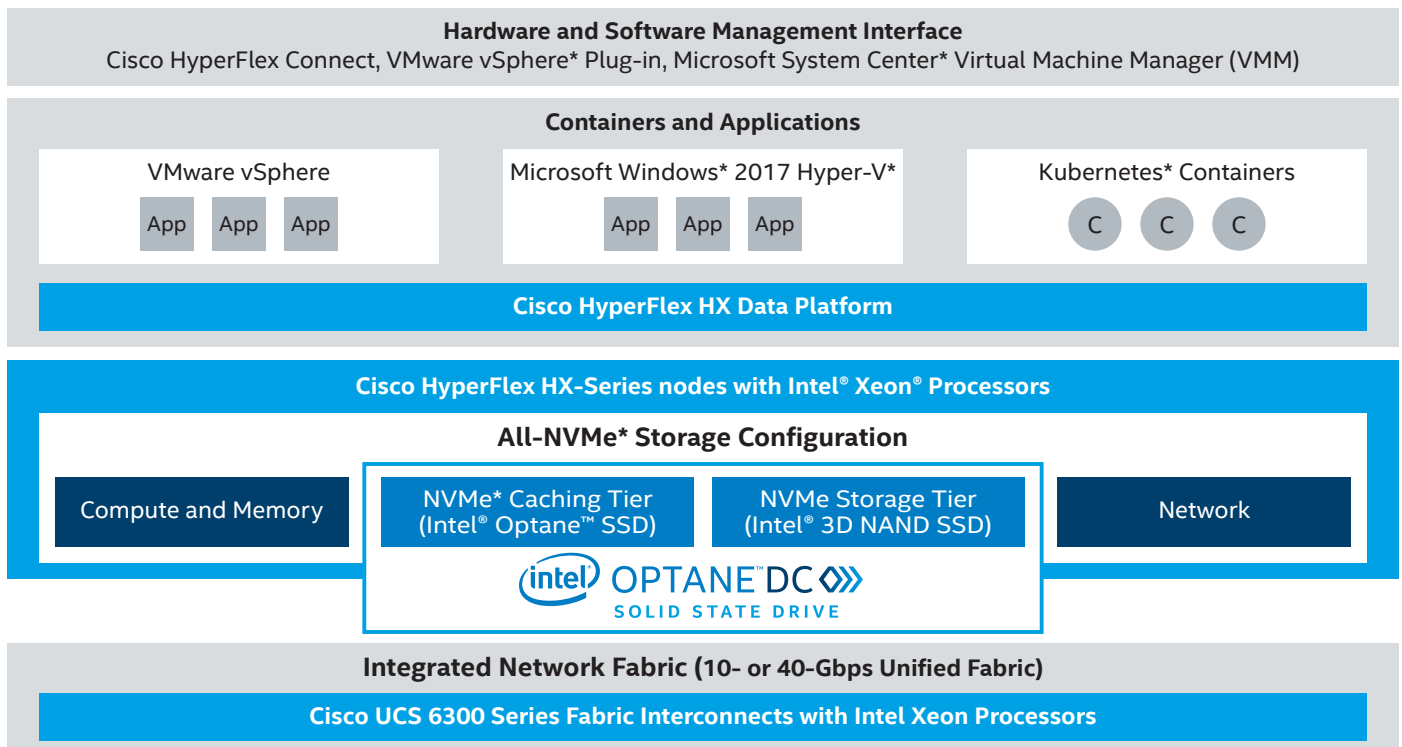 Hardware and Software Management Interface
Cisco HyperFlex Connect, VMware vSphere* Plug-in, Microsoft System Center* Virtual Machine Manager (VMM)
Containers and Applications
VMware vSphere
App App App
Microsoft Windows* 2017 Hyper-V*
App App App
Kubernetes* Containers
C C C
Cisco HyperFlex HX Data Platform
Cisco HyperFlex HX-Series nodes with Intel® Xeon® Processors
All-NVMe* Storage Configuration
Compute and Memory
NVMe* Caching Tier
(Intel® Optane™ SSD)
NVMe Storage Tier
(Intel® 3D NAND SSD)
Network
intel OPTANE™ DC
SOLID STATE DRIVE
Integrated Network Fabric (10- or 40-Gbps Unified Fabric)
Cisco UCS 6300 Series Fabric Interconnects with Intel Xeon Processors